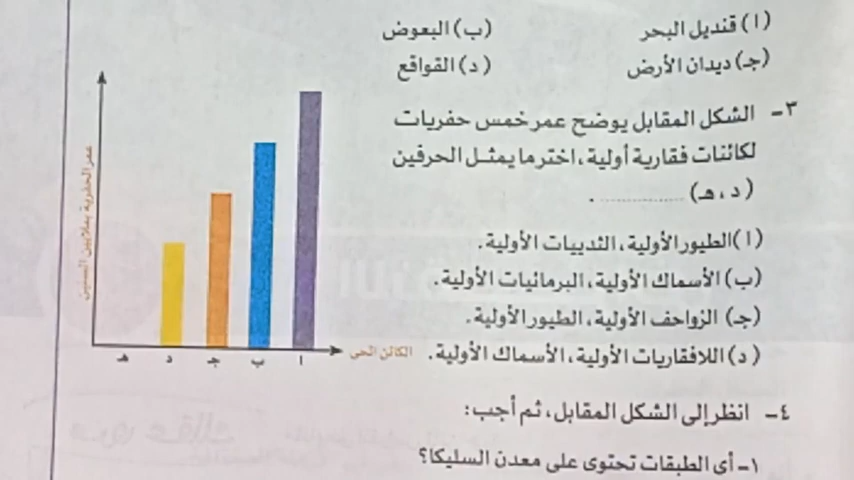 (ا) قنديل البحر (ب) البعوض
(جـ) ديدان الأرض (د) القواقع
٣- الشكل المقابل يوضح عمر خمس حفريات
لكائنات فقارية أولية، اختر ما يمثل الحرفين
(د، هـ) .................... .
(ا) الطيور الأولية، الثدييات الأولية.
(ب) الأسماك الأولية، البرمائيات الأولية.
(جـ) الزواحف الأولية، الطيور الأولية.
(د) اللافقاريات الأولية، الأسماك الأولية.
عمر الحفرية بملايين السنين
ا ب جـ د هـ
الكائن الحى
٤- انظر إلى الشكل المقابل، ثم أجب:
١- أى الطبقات تحتوى على معدن السليكا؟